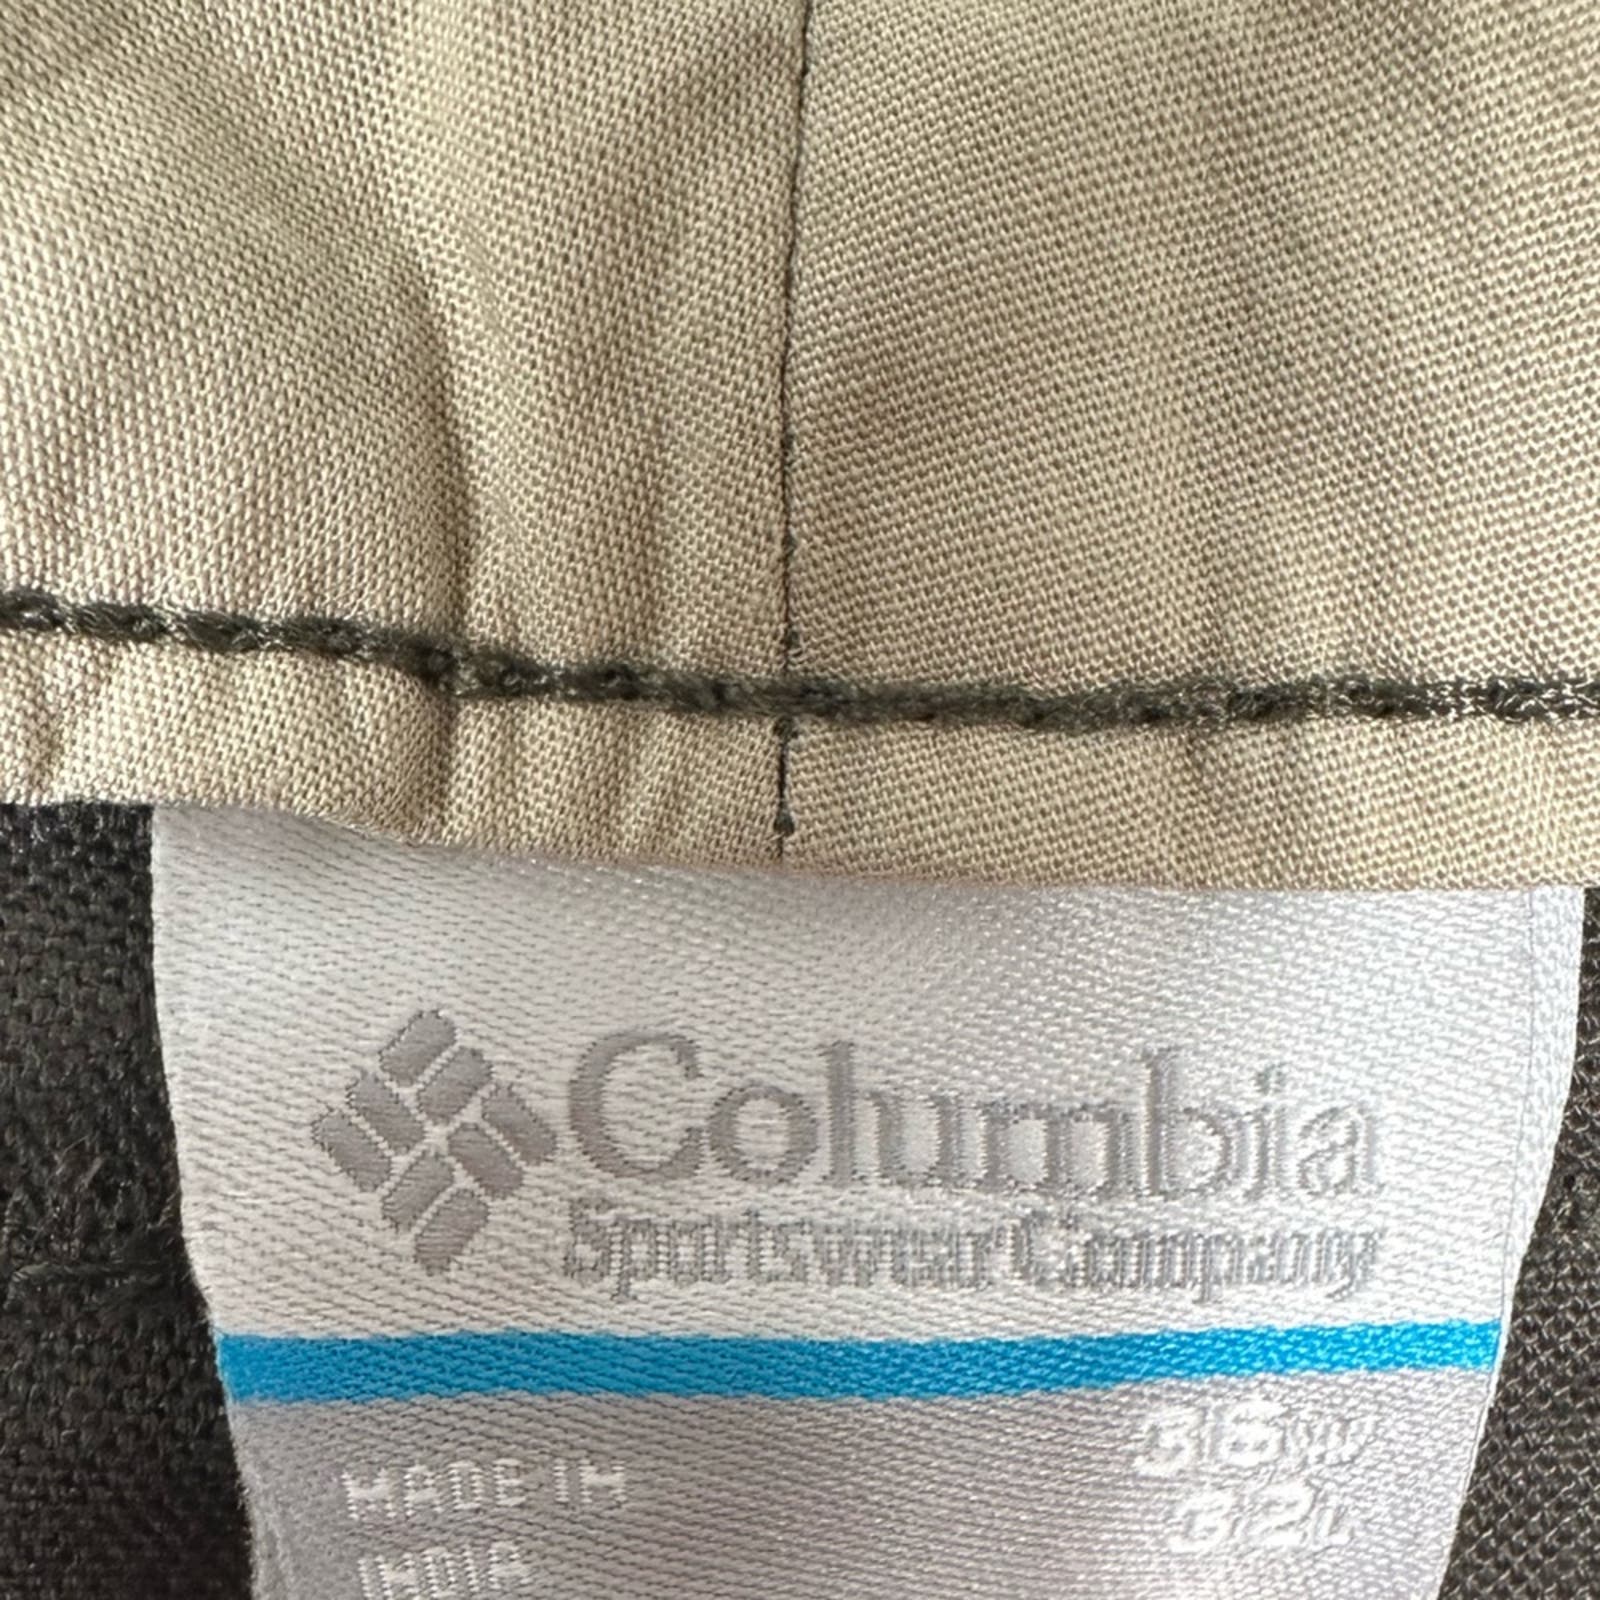 Columbia
Sportswear Company
36W
32L
MADE IN
INDIA